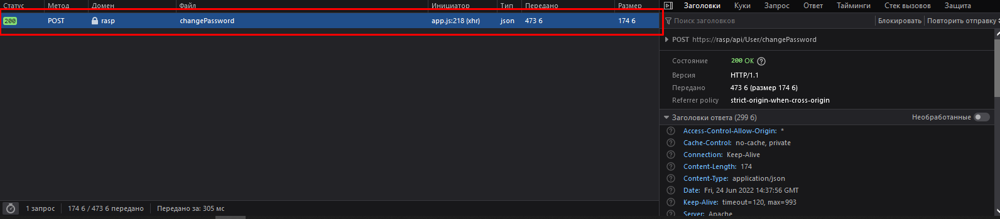 Статус Метод Домен Файл Инициатор Тип Передано Размер
200 POST rasp changePassword app.js:218 (xhr) json 473 б 174 б
1 запрос 174 б / 473 б передано Передано за: 305 мс
Заголовки Куки Запрос Ответ Тайминги Стек вызовов Защита
Поиск заголовков Блокировать Повторить отправку
POST https://rasp/api/User/changePassword
Состояние 200 OK
Версия HTTP/1.1
Передано 473 б (размер 174 б)
Referrer policy strict-origin-when-cross-origin
Заголовки ответа (299 б) Необработанные
Access-Control-Allow-Origin: *
Cache-Control: no-cache, private
Connection: Keep-Alive
Content-Length: 174
Content-Type: application/json
Date: Fri, 24 Jun 2022 14:37:56 GMT
Keep-Alive: timeout=120, max=993
Server: Apache